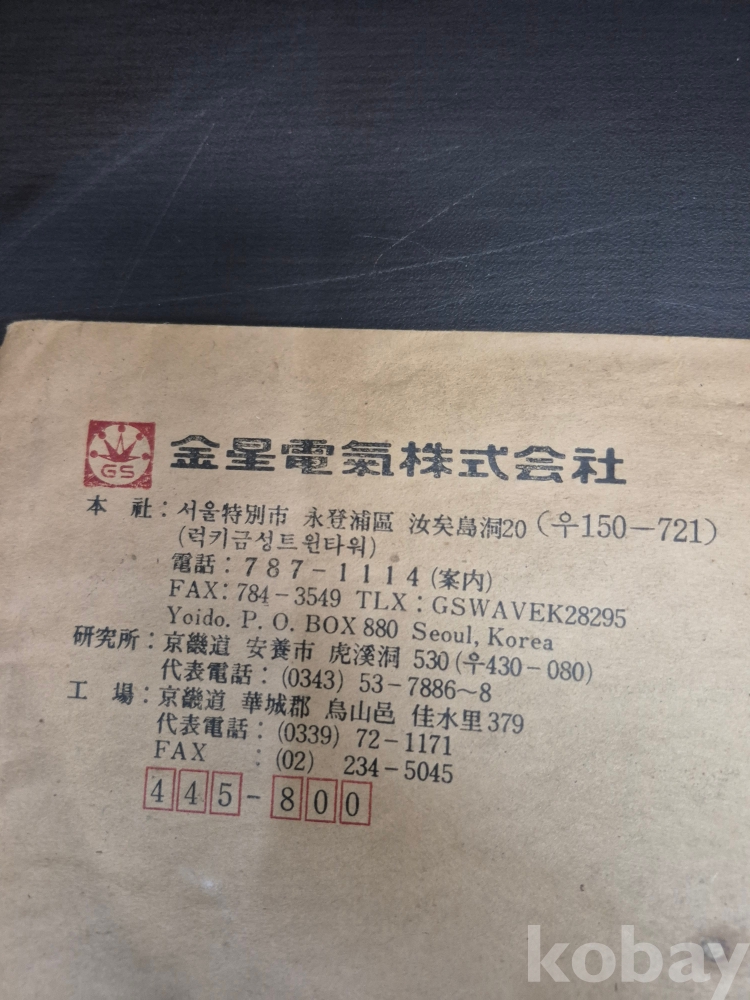 GS
金星電氣株式会社
本 社 : 서울特別市 永登浦區 汝矣島洞20 (우150-721)
(럭키금성트윈타워)
電話 : 787-1114 (案内)
FAX: 784-3549 TLX : GSWAVEK28295
Yoido. P. O. BOX 880 Seoul, Korea
研究所 : 京畿道 安養市 虎溪洞 530 (우430-080)
代表電話 : (0343) 53-7886~8
工 場 : 京畿道 華城郡 烏山邑 佳水里 379
代表電話 : (0339) 72-1171
FAX : (02) 234-5045
445-800
kobay